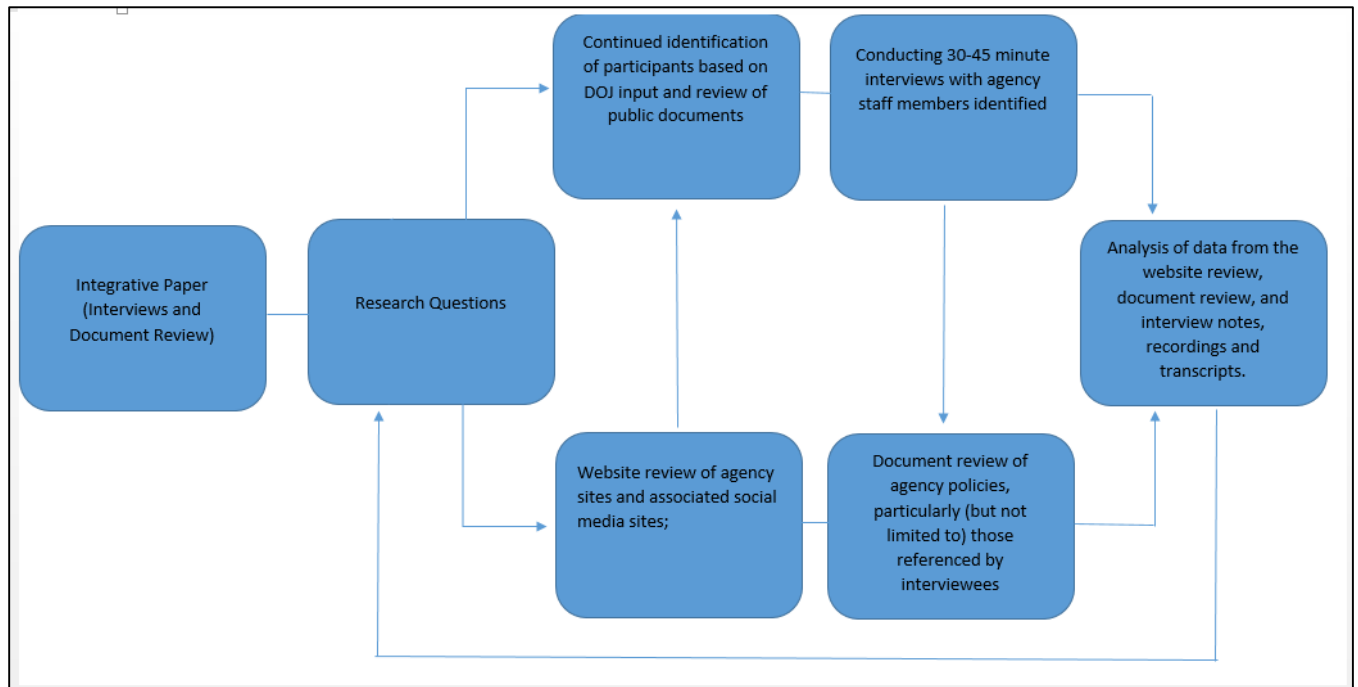 Integrative Paper
(Interviews and
Document Review)
Research Questions
Continued identification
of participants based on
DOJ input and review of
public documents
Conducting 30-45 minute
interviews with agency
staff members identified
Website review of agency
sites and associated social
media sites;
Document review of
agency policies,
particularly (but not
limited to) those
referenced by
interviewees
Analysis of data from the
website review,
document review, and
interview notes,
recordings and
transcripts.